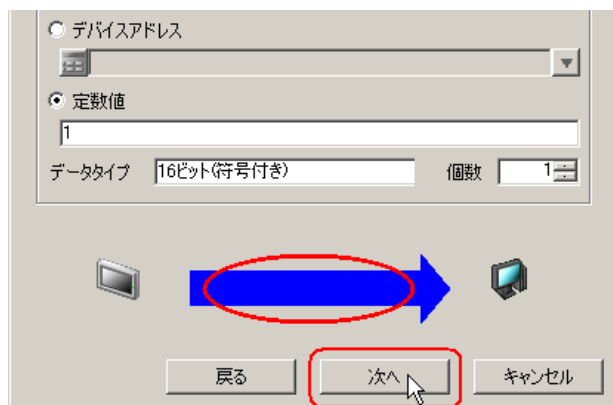 デバイスアドレス
定数値
1
データタイプ 16ビット(符号付き) 個数 1
戻る 次へ キャンセル